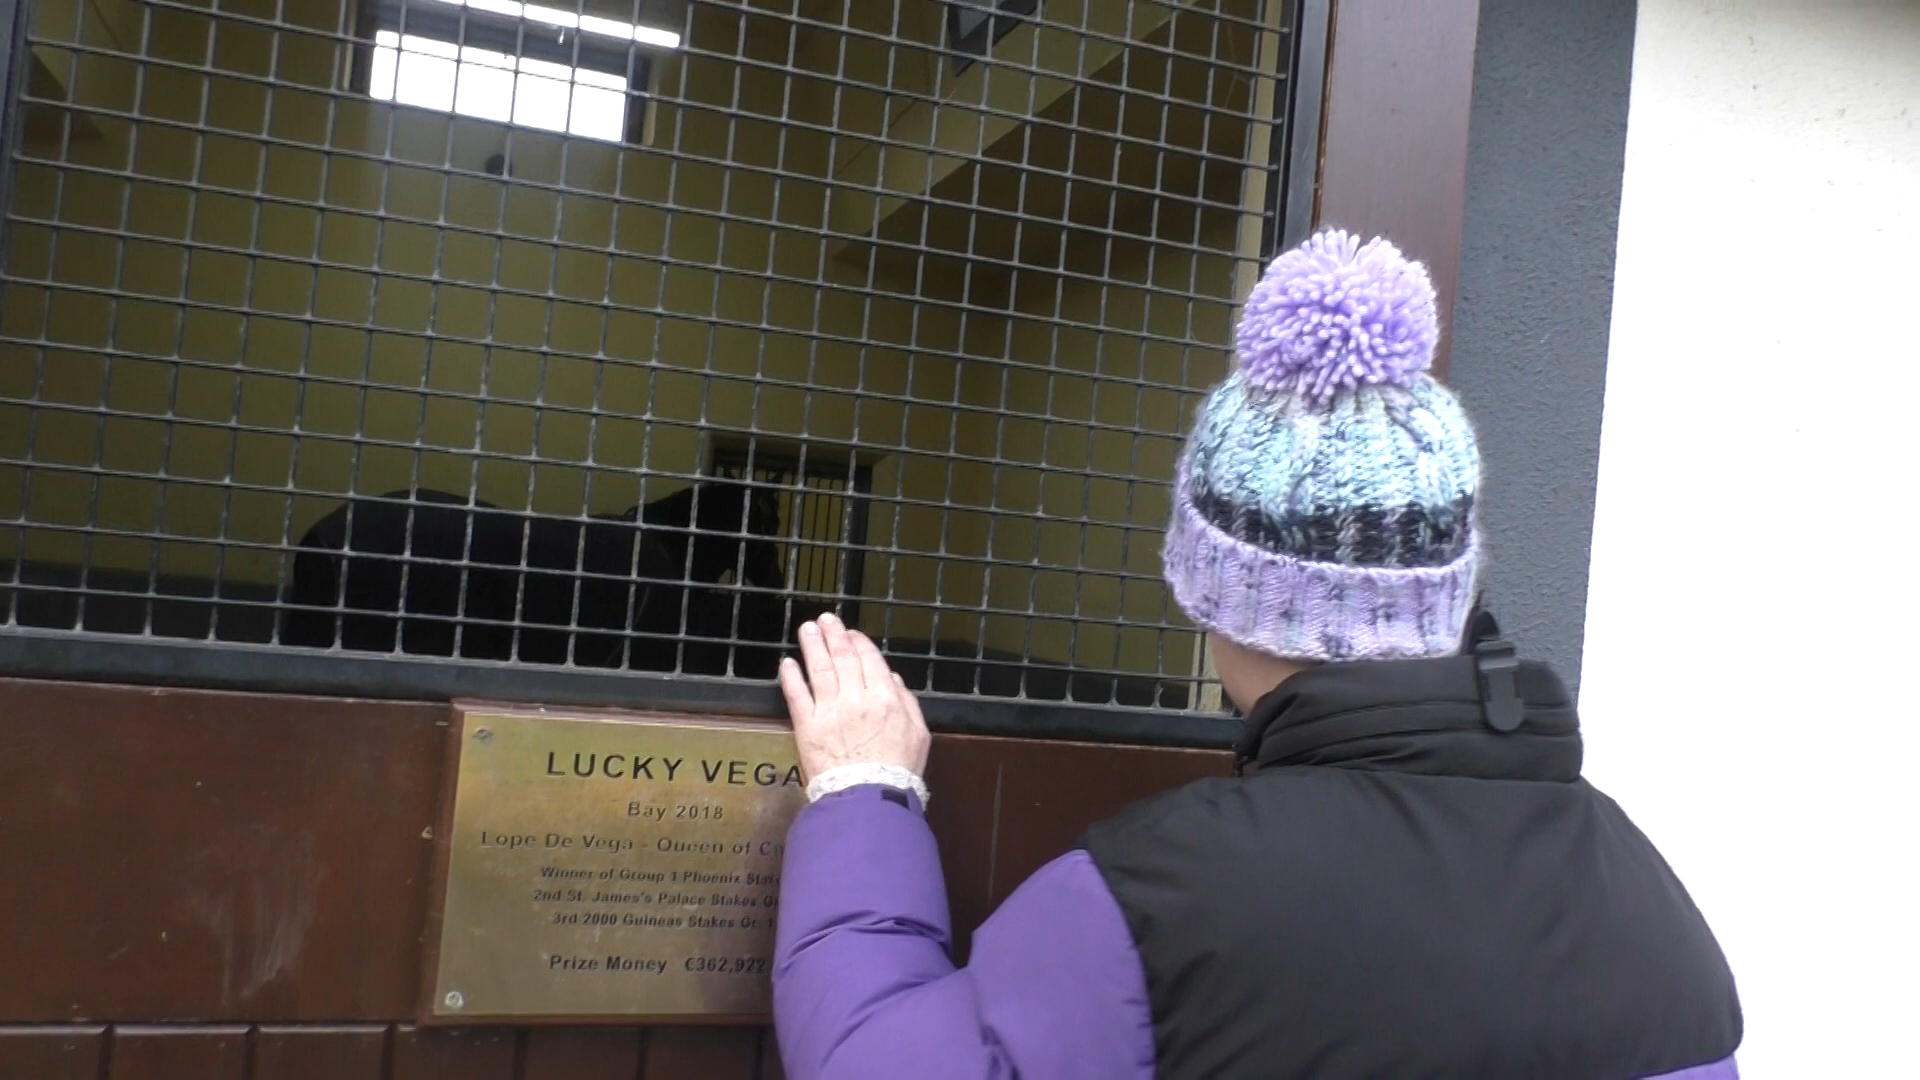 LUCKY VEGA
Bay 2018
Lope De Vega - Queen of
Winner of Group 1 Phoenix
2nd St. James's Palace Stakes
3rd 2000 Guineas Stakes Gr. 1
Prize Money €362,922